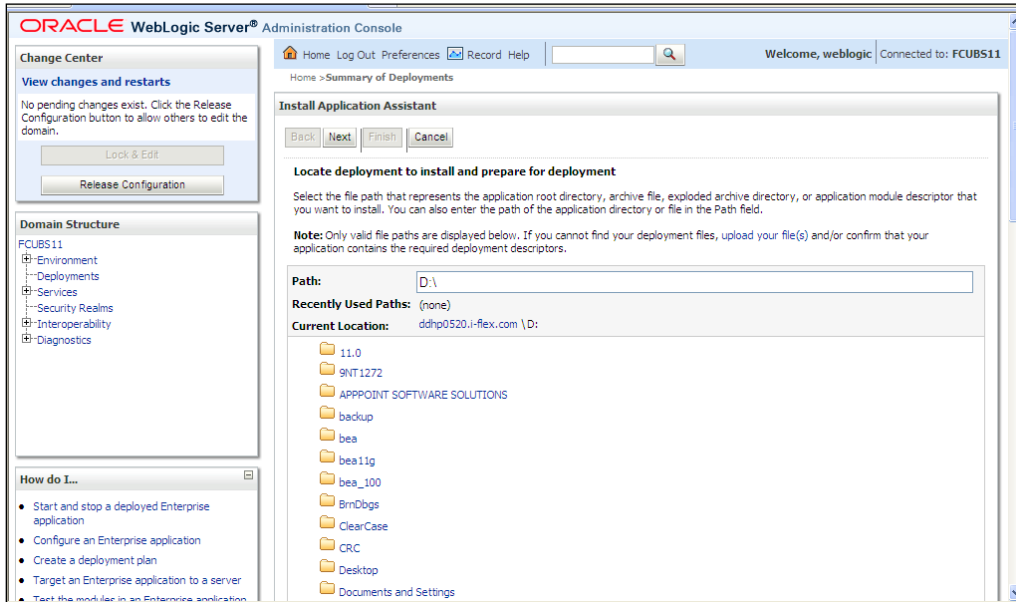 ORACLE WebLogic Server® Administration Console
Change Center
View changes and restarts
No pending changes exist. Click the Release
Configuration button to allow others to edit the
domain.
Lock & Edit
Release Configuration
Domain Structure
FCUBS11
Environment
Deployments
Services
Security Realms
Interoperability
Diagnostics
How do I...
Start and stop a deployed Enterprise
application
Configure an Enterprise application
Create a deployment plan
Target an Enterprise application to a server
Test the modules in an Enterprise application
Home Log Out Preferences Record Help
Welcome, weblogic Connected to: FCUBS11
Home >Summary of Deployments
Install Application Assistant
Back Next Finish Cancel
Locate deployment to install and prepare for deployment
Select the file path that represents the application root directory, archive file, exploded archive directory, or application module descriptor that
you want to install. You can also enter the path of the application directory or file in the Path field.
Note: Only valid file paths are displayed below. If you cannot find your deployment files, upload your file(s) and/or confirm that your
application contains the required deployment descriptors.
Path: D:\
Recently Used Paths: (none)
Current Location: ddhp0520.i-flex.com \D:
11.0
9NT1272
APPPOINT SOFTWARE SOLUTIONS
backup
bea
bea11g
bea_100
BrnDbgs
ClearCase
CRC
Desktop
Documents and Settings